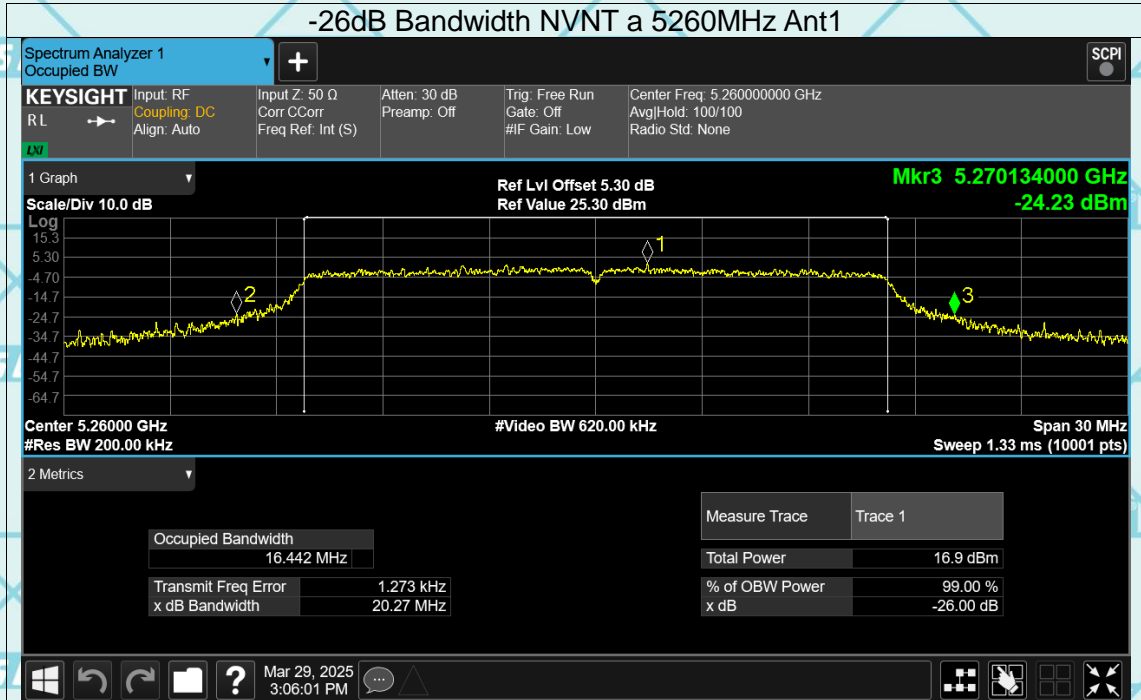 -26dB Bandwidth NVNT a 5260MHz Ant1
Spectrum Analyzer 1
Occupied BW
SCPI
KEYSIGHT
R L
LXI
Input: RF
Coupling: DC
Align: Auto
Input Z: 50 Ω
Corr CCorr
Freq Ref: Int (S)
Atten: 30 dB
Preamp: Off
Trig: Free Run
Gate: Off
#IF Gain: Low
Center Freq: 5.260000000 GHz
Avg|Hold: 100/100
Radio Std: None
1 Graph
Scale/Div 10.0 dB
Ref Lvl Offset 5.30 dB
Ref Value 25.30 dBm
Mkr3 5.270134000 GHz
-24.23 dBm
Log
15.3
5.30
-4.70
-14.7
-24.7
-34.7
-44.7
-54.7
-64.7
1
2
3
Center 5.26000 GHz
#Res BW 200.00 kHz
#Video BW 620.00 kHz
Span 30 MHz
Sweep 1.33 ms (10001 pts)
2 Metrics
Occupied Bandwidth
16.442 MHz
Transmit Freq Error 1.273 kHz
x dB Bandwidth 20.27 MHz
Measure Trace Trace 1
Total Power 16.9 dBm
% of OBW Power 99.00 %
x dB -26.00 dB
?
Mar 29, 2025
3:06:01 PM